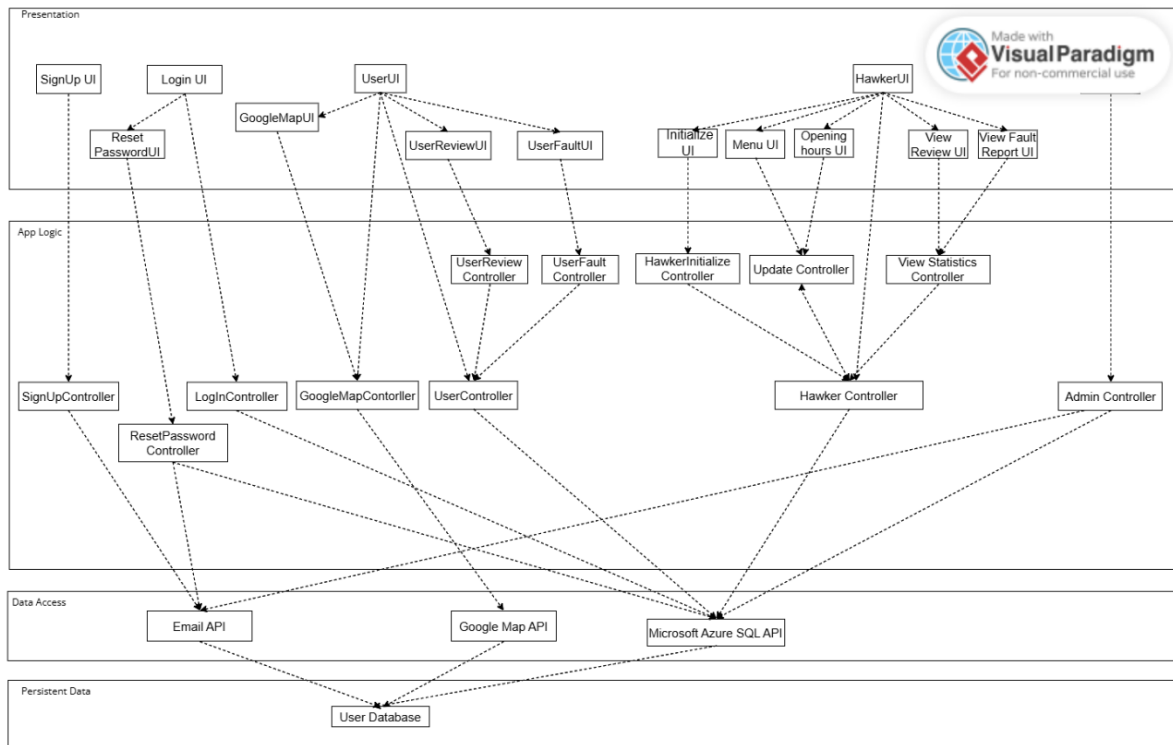 Presentation
Made with
Visual Paradigm
For non-commercial use
SignUp UI
Login UI
UserUI
HawkerUI
GoogleMapUI
Reset
PasswordUI
UserReviewUI
UserFaultUI
Initialize
UI
Menu UI
Opening
hours UI
View
Review UI
View Fault
Report UI
App Logic
UserReview
Controller
UserFault
Controller
HawkerInitialize
Controller
Update Controller
View Statistics
Controller
SignUpController
LogInController
GoogleMapContorller
UserController
Hawker Controller
Admin Controller
ResetPassword
Controller
Data Access
Email API
Google Map API
Microsoft Azure SQL API
Persistent Data
User Database